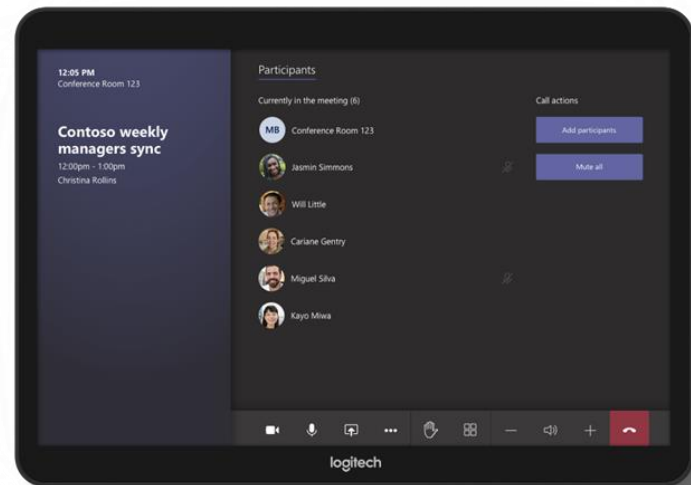 12:05 PM
Conference Room 123
Contoso weekly
managers sync
12:00pm - 1:00pm
Christina Rollins
Participants
Currently in the meeting (6)
Call actions
MB Conference Room 123
Add participants
Jasmin Simmons
Mute all
Will Little
Cariane Gentry
Miguel Silva
Kayo Miwa
logitech